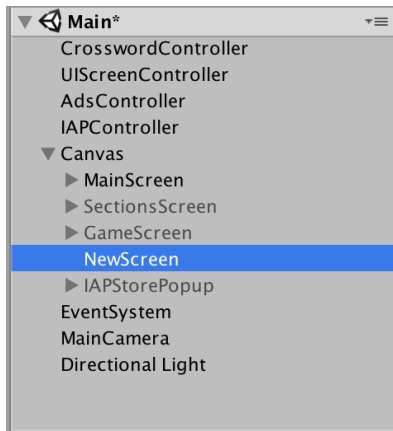 Main*
CrosswordController
UIScreenController
AdsController
IAPController
Canvas
MainScreen
SectionsScreen
GameScreen
NewScreen
IAPStorePopup
EventSystem
MainCamera
Directional Light